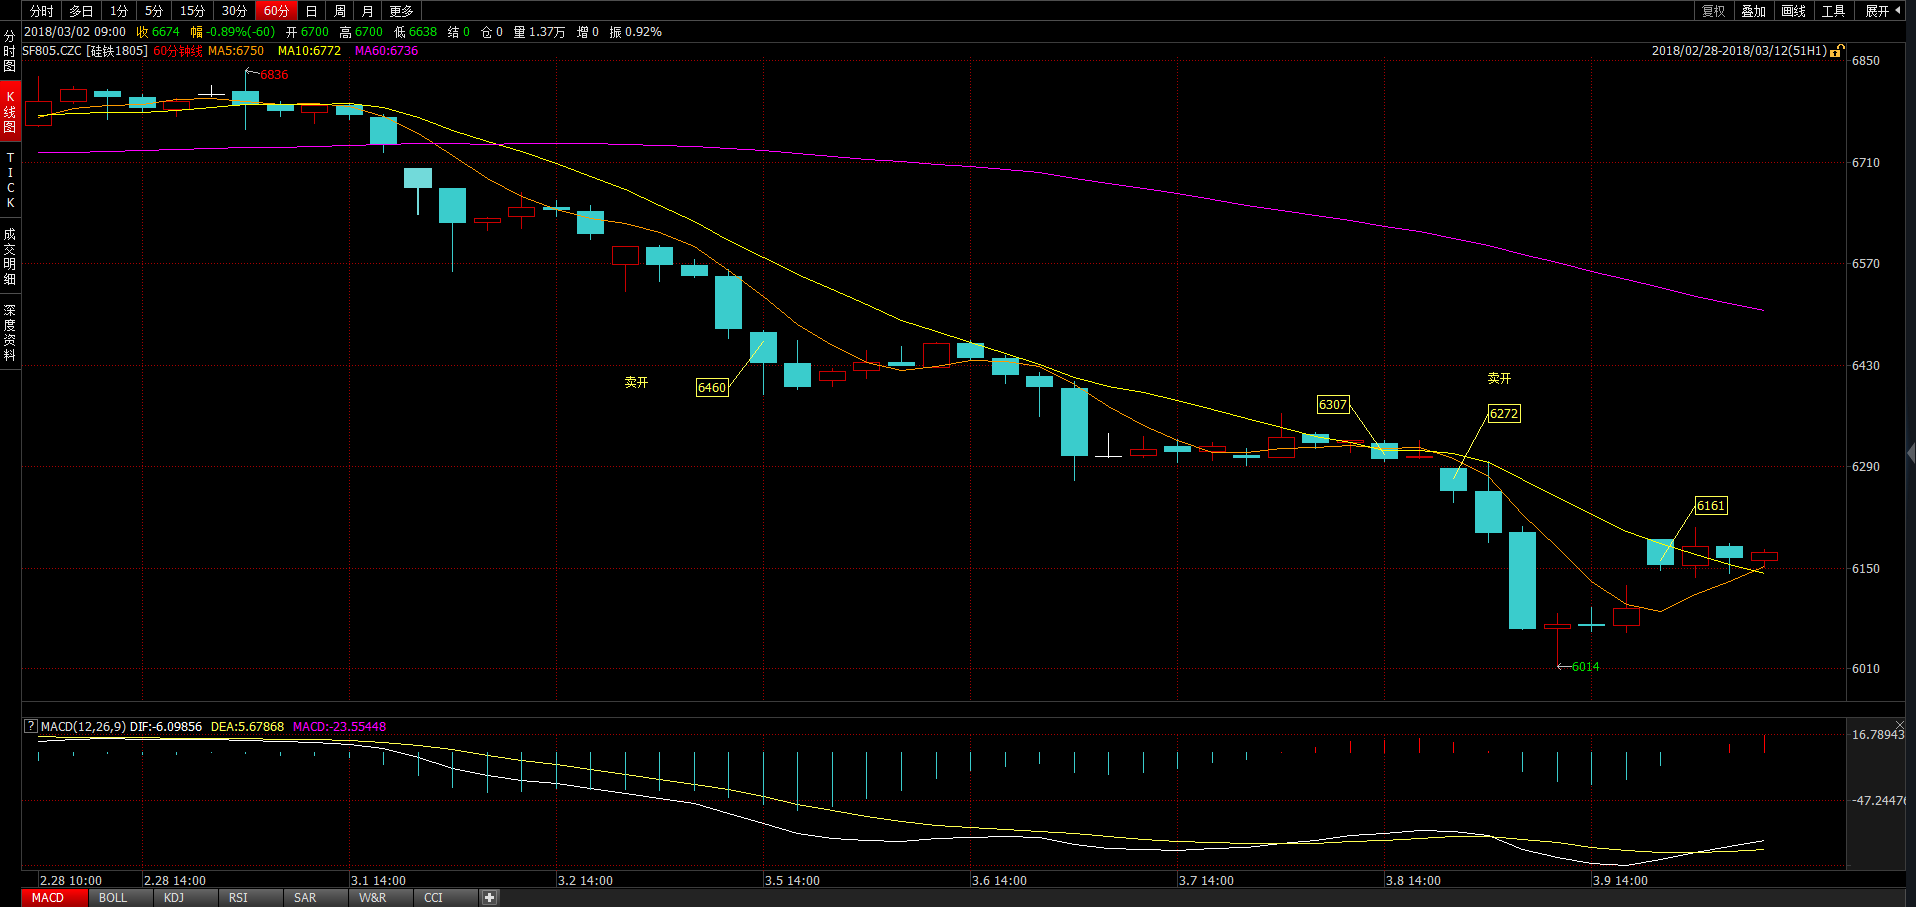 分时 多日 1分 5分 15分 30分 60分 日 周 月 更多 复权 叠加 画线 工具 展开
2018/03/02 09:00 收 6674 幅 -0.89%(-60) 开 6700 高 6700 低 6638 结 0 仓 0 量 1.37万 增 0 振 0.92%
SF805.CZC [硅铁1805] 60分钟线 MA5:6750 MA10:6772 MA60:6736 2018/02/28-2018/03/12(51H1)
分时图
K线图
TICK
成交明细
深度资料
6836
6850
6710
6570
6430
6290
6150
6010
卖开
6460
6307
卖开
6272
6161
6014
? MACD(12,26,9) DIF:-6.09856 DEA:5.67868 MACD:-23.55448
16.78943
-47.24476
2.28 10:00 2.28 14:00 3.1 14:00 3.2 14:00 3.5 14:00 3.6 14:00 3.7 14:00 3.8 14:00 3.9 14:00
MACD BOLL KDJ RSI SAR W&R CCI